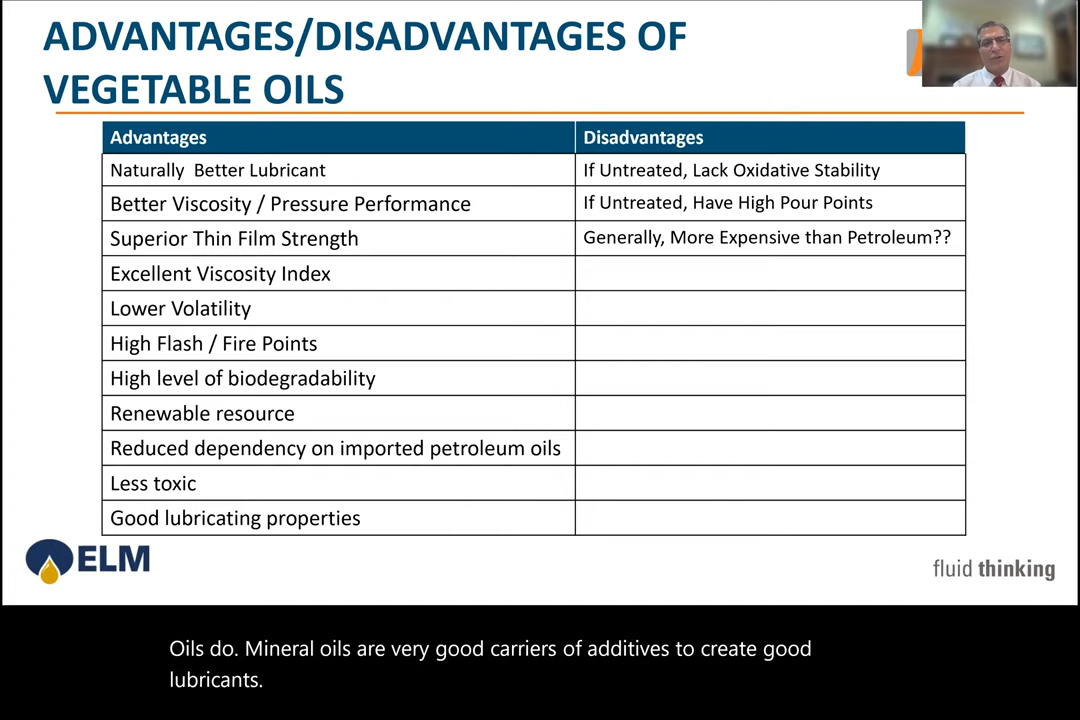 ADVANTAGES/DISADVANTAGES OF
VEGETABLE OILS
Advantages
Disadvantages
Naturally  Better Lubricant
If Untreated, Lack Oxidative Stability
Better Viscosity / Pressure Performance
If Untreated, Have High Pour Points
Superior Thin Film Strength
Generally, More Expensive than Petroleum??
Excellent Viscosity Index
Lower Volatility
High Flash / Fire Points
High level of biodegradability
Renewable resource
Reduced dependency on imported petroleum oils
Less toxic
Good lubricating properties
ELM
fluid thinking
Oils do. Mineral oils are very good carriers of additives to create good
lubricants.